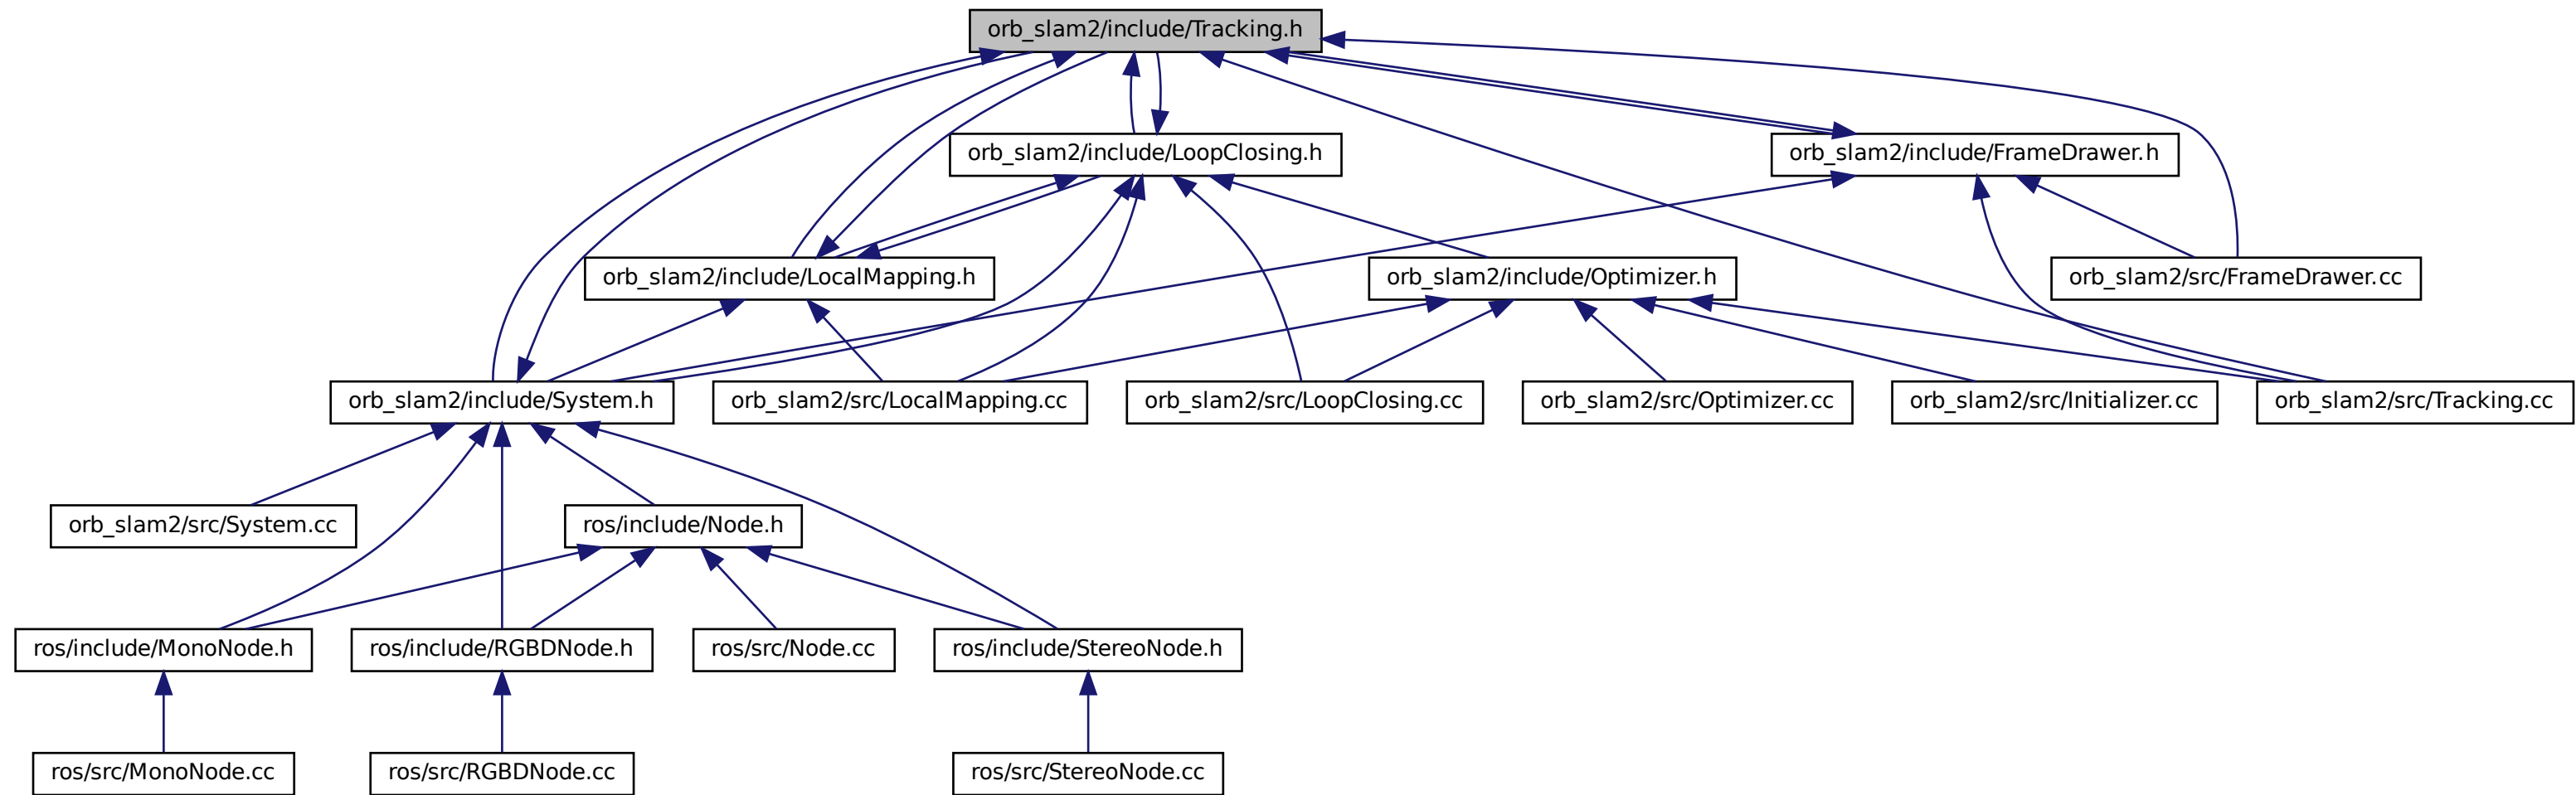 orb_slam2/include/Tracking.h
orb_slam2/include/LoopClosing.h
orb_slam2/include/FrameDrawer.h
orb_slam2/include/LocalMapping.h
orb_slam2/include/Optimizer.h
orb_slam2/src/FrameDrawer.cc
orb_slam2/include/System.h
orb_slam2/src/LocalMapping.cc
orb_slam2/src/LoopClosing.cc
orb_slam2/src/Optimizer.cc
orb_slam2/src/Initializer.cc
orb_slam2/src/Tracking.cc
orb_slam2/src/System.cc
ros/include/Node.h
ros/include/MonoNode.h
ros/include/RGBDNode.h
ros/src/Node.cc
ros/include/StereoNode.h
ros/src/MonoNode.cc
ros/src/RGBDNode.cc
ros/src/StereoNode.cc